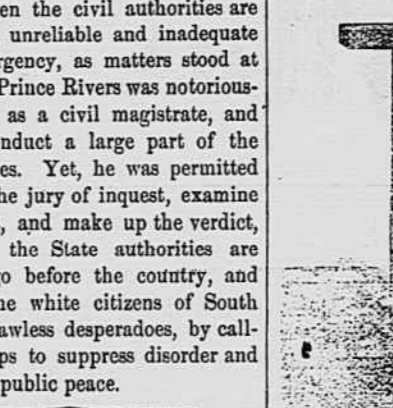 en the civil authorities are
unreliable and inadequate
rgency, as matters stood at
Prince Rivers was notorious-
as a civil magistrate, and
nduct a large part of the
es. Yet, he was permitted
he jury of inquest, examine
, and make up the verdict,
the State authorities are
o before the country, and
ne white citizens of South
awless desperadoes, by call-
ps to suppress disorder and
public peace.